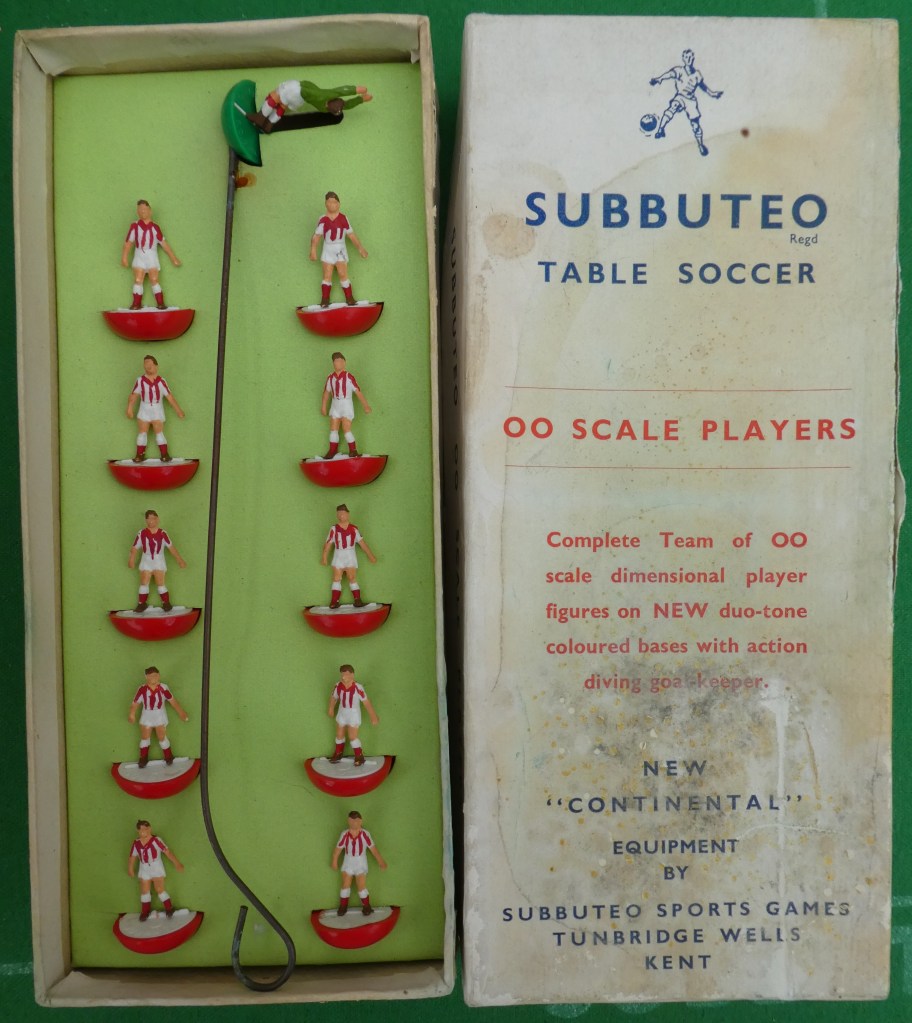 SUBBUTEO
Regd
TABLE SOCCER
OO SCALE PLAYERS
Complete Team of OO
scale dimensional player
figures on NEW duo-tone
coloured bases with action
diving goal-keeper.
NEW
"CONTINENTAL"
EQUIPMENT
BY
SUBBUTEO SPORTS GAMES
TUNBRIDGE WELLS
KENT